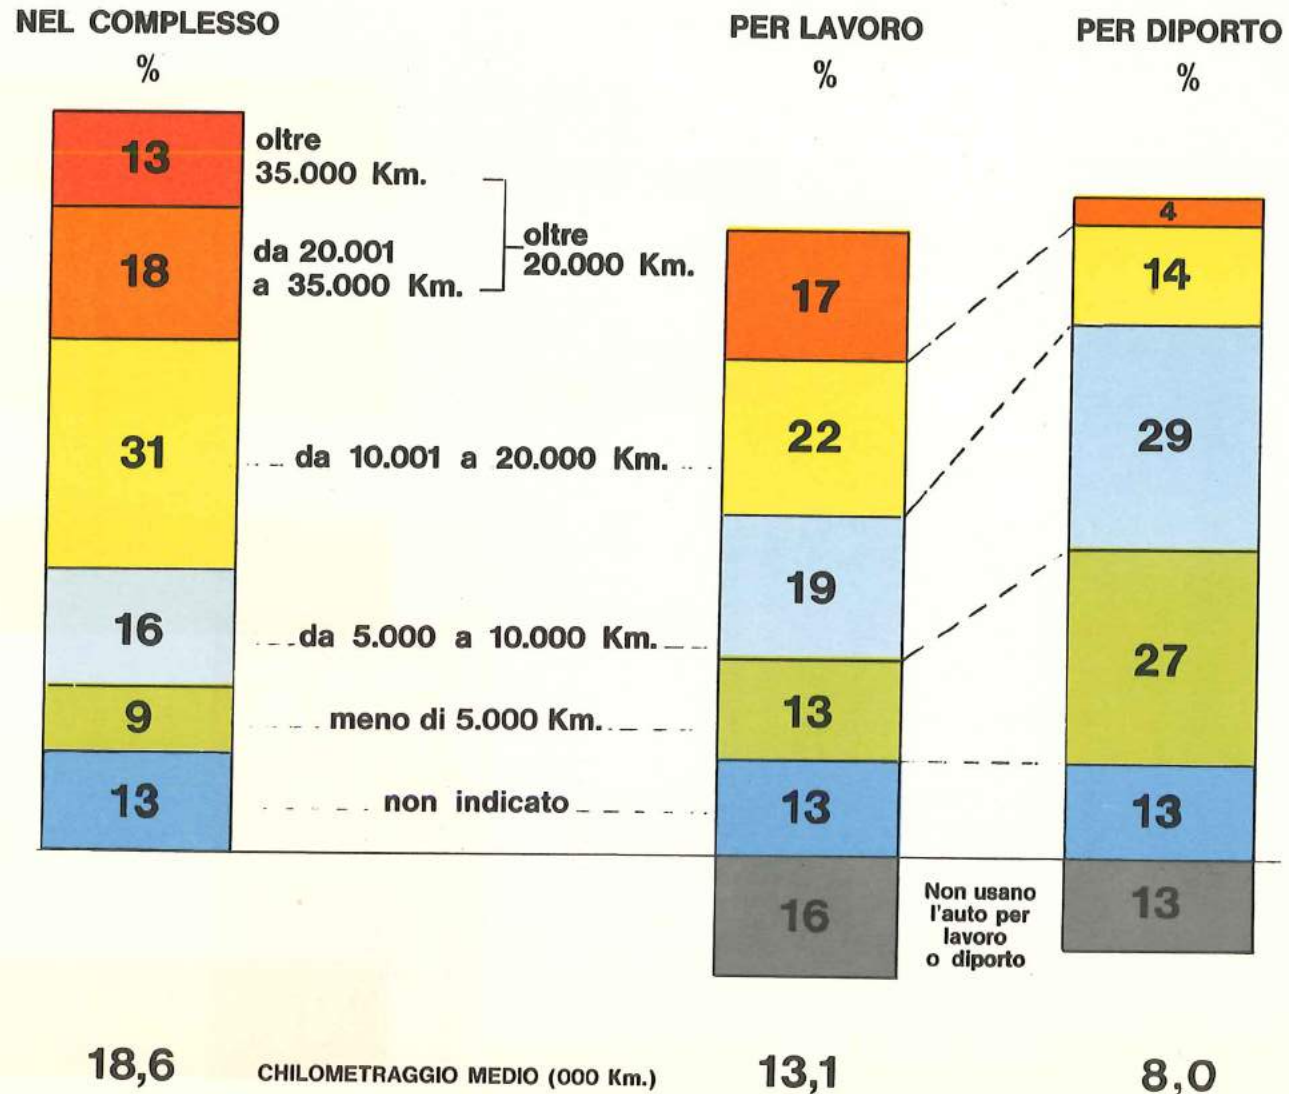 NEL COMPLESSO
%
PER LAVORO
%
PER DIPORTO
%
13
oltre
35.000 Km.
18
da 20.001
a 35.000 Km.
oltre
20.000 Km.
31
da 10.001 a 20.000 Km.
16
da 5.000 a 10.000 Km.
9
meno di 5.000 Km.
13
non indicato
17
22
19
13
13
16
4
14
29
27
13
13
Non usano
l'auto per
lavoro
o diporto
18,6
CHILOMETRAGGIO MEDIO (000 Km.)
13,1
8,0